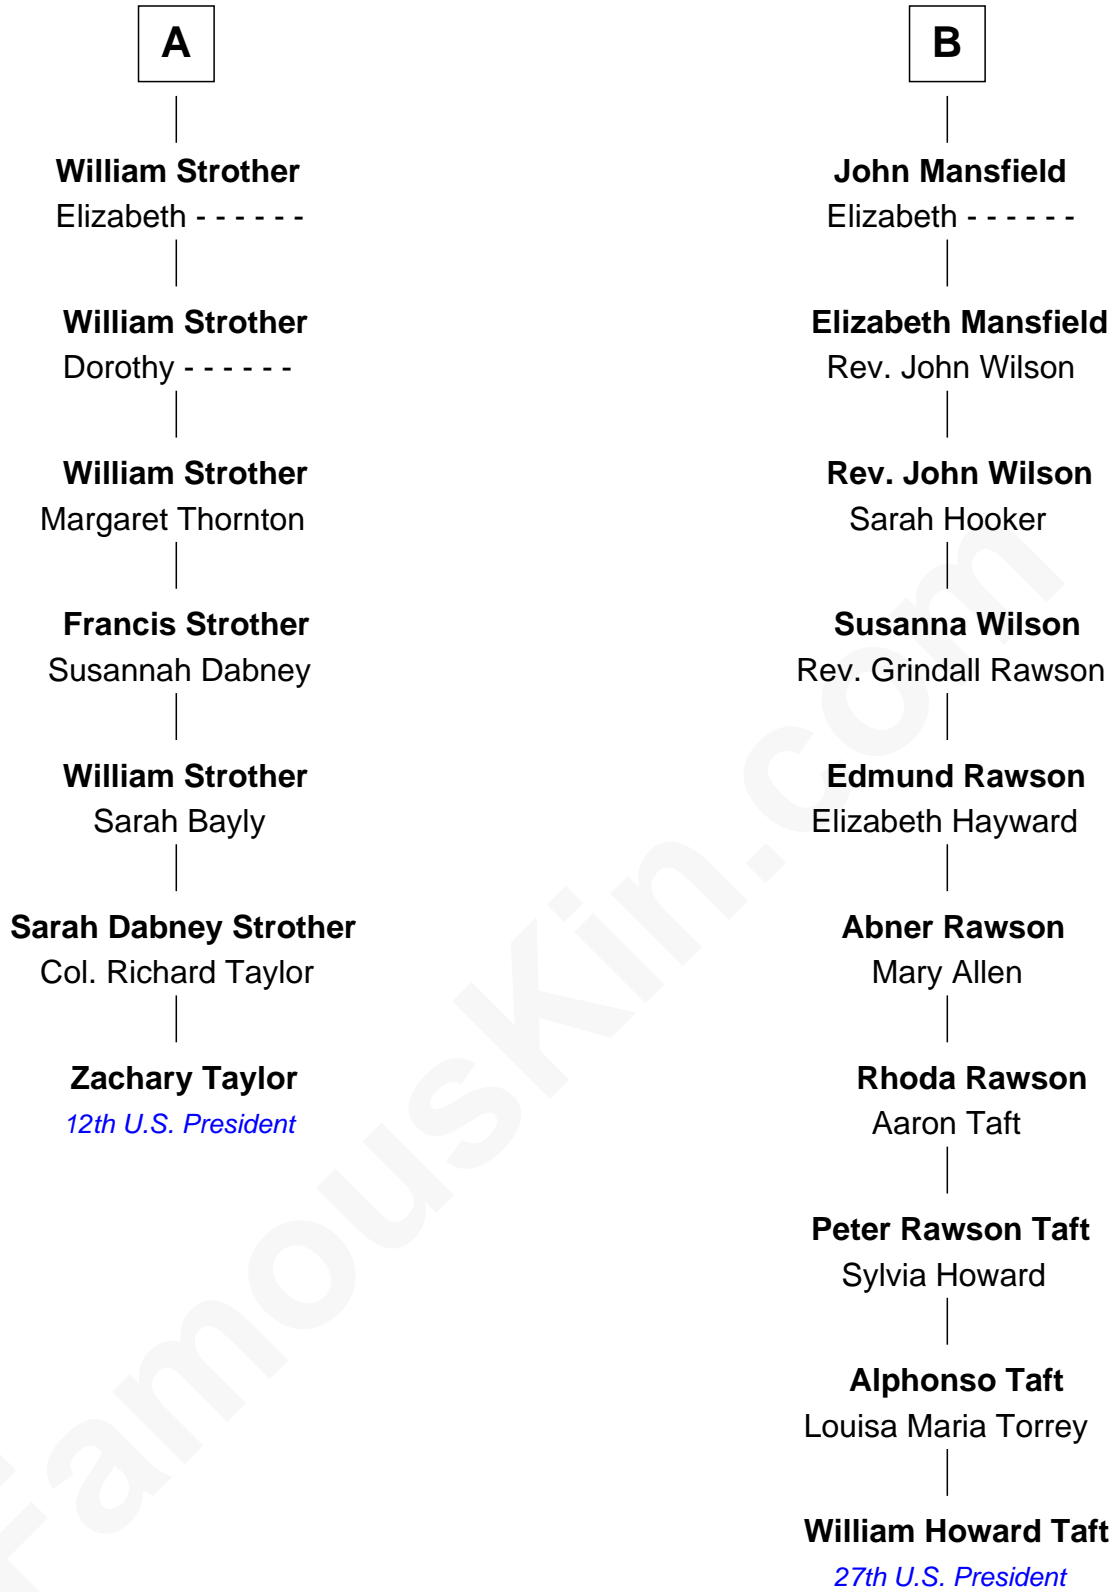 A
William Strother
Elizabeth - - - - - -
William Strother
Dorothy - - - - - -
William Strother
Margaret Thornton
Francis Strother
Susannah Dabney
William Strother
Sarah Bayly
Sarah Dabney Strother
Col. Richard Taylor
Zachary Taylor
12th U.S. President
B
John Mansfield
Elizabeth - - - - - -
Elizabeth Mansfield
Rev. John Wilson
Rev. John Wilson
Sarah Hooker
Susanna Wilson
Rev. Grindall Rawson
Edmund Rawson
Elizabeth Hayward
Abner Rawson
Mary Allen
Rhoda Rawson
Aaron Taft
Peter Rawson Taft
Sylvia Howard
Alphonso Taft
Louisa Maria Torrey
William Howard Taft
27th U.S. President
FamousKin.com